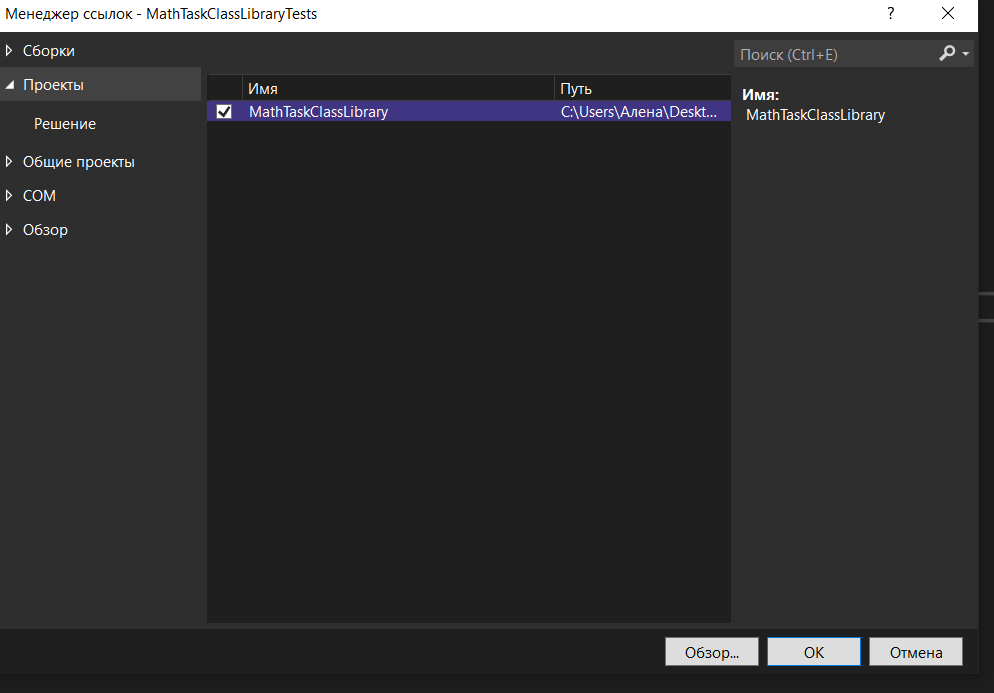 Менеджер ссылок - MathTaskClassLibraryTests
?
Сборки
Проекты
Решение
Общие проекты
COM
Обзор
Имя Путь
MathTaskClassLibrary C:\Users\Алена\Deskt...
Поиск (Ctrl+E)
Имя:
MathTaskClassLibrary
Обзор... ОК Отмена